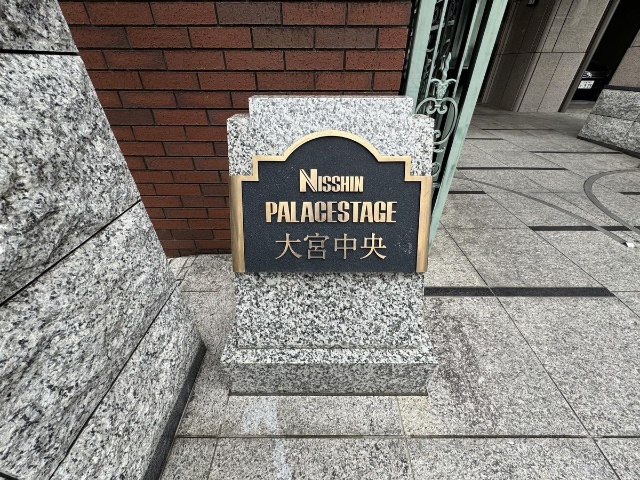 NISSHIN
PALACESTAGE
大宮中央